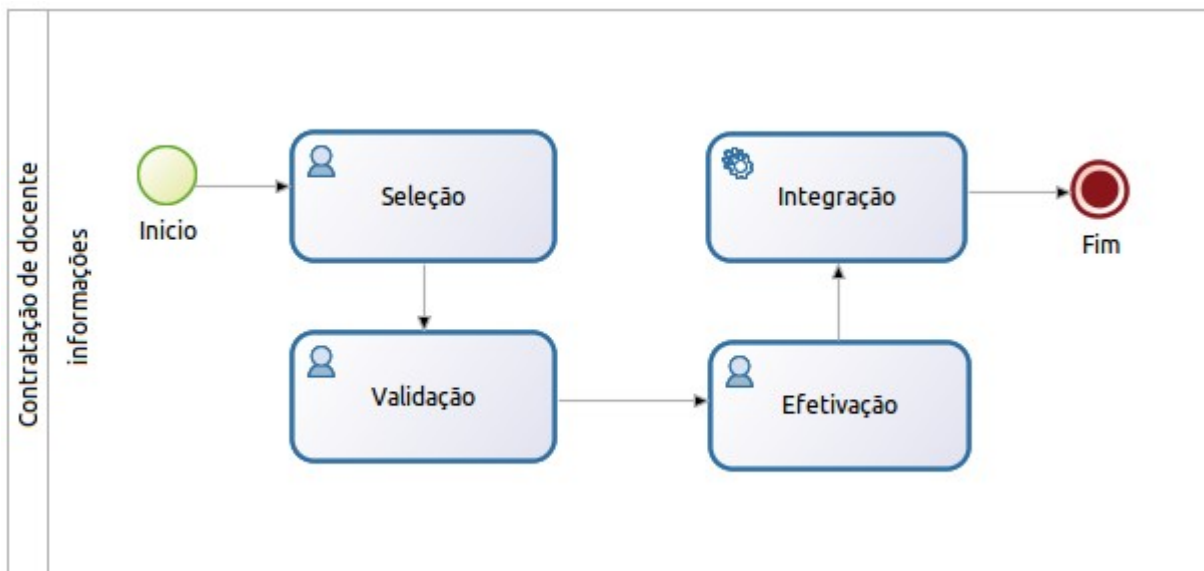 Contratação de docente
informações
Inicio
Seleção
Validação
Efetivação
Integração
Fim